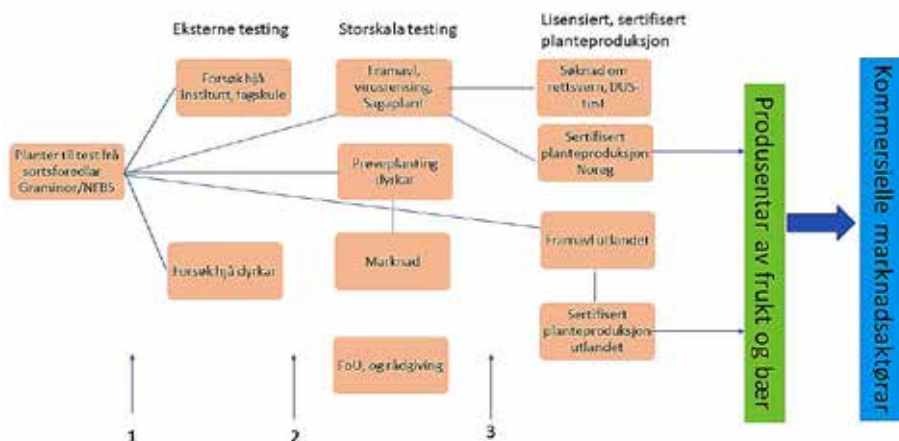 Eksterne testing
Storskala testing
Lisensiert, sertifisert
planteproduksjon
Forsøk hjå
institutt, fagskule
Framavl,
virusrensing,
Sagaplant
Søknad om
rettsvern, DUS-
test
Planter til test frå
sortsforedlar
Graminor/NFBS
Prøveplanting
dyrkar
Sertifisert
planteproduksjon
Noreg
Forsøk hjå dyrkar
Marknad
Framavl utlandet
Sertifisert
planteproduksjon
utlandet
FoU, og rådgiving
1
2
3
Produsentar av frukt og bær
Kommersielle marknadsaktørar